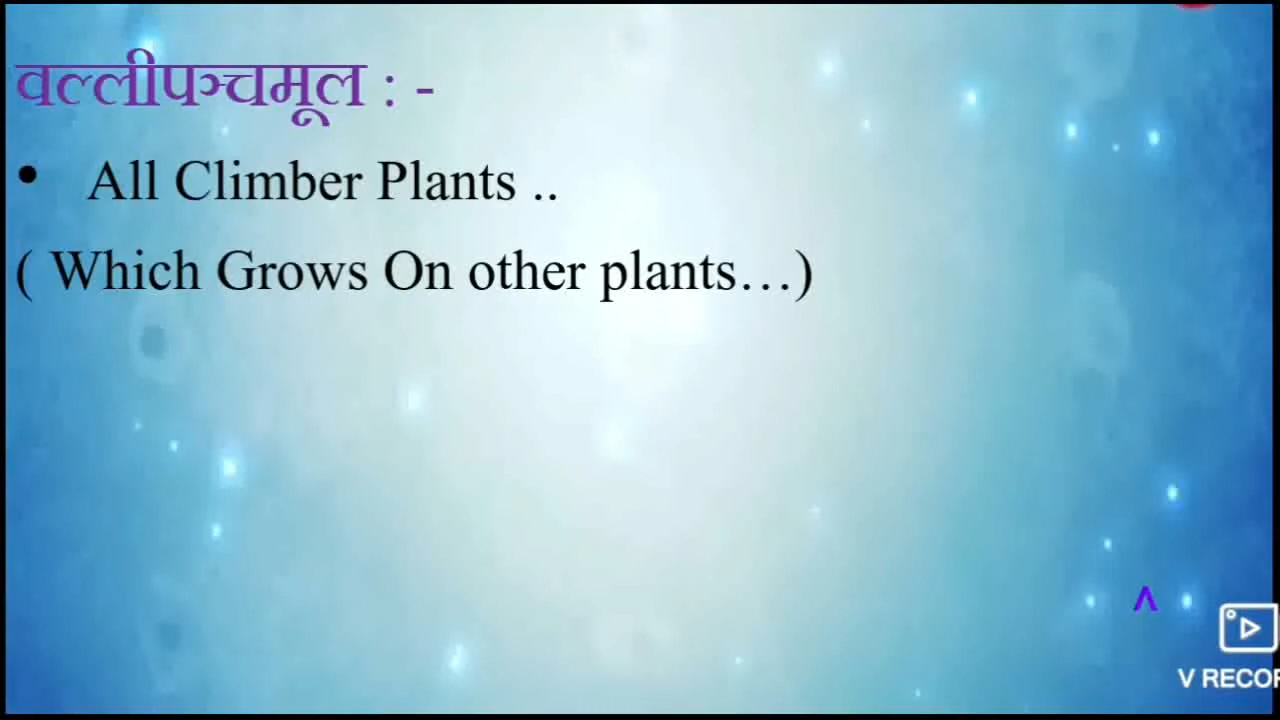 वल्लीपञ्चमूल : -
• All Climber Plants ..
( Which Grows On other plants…)
^
V RECOR